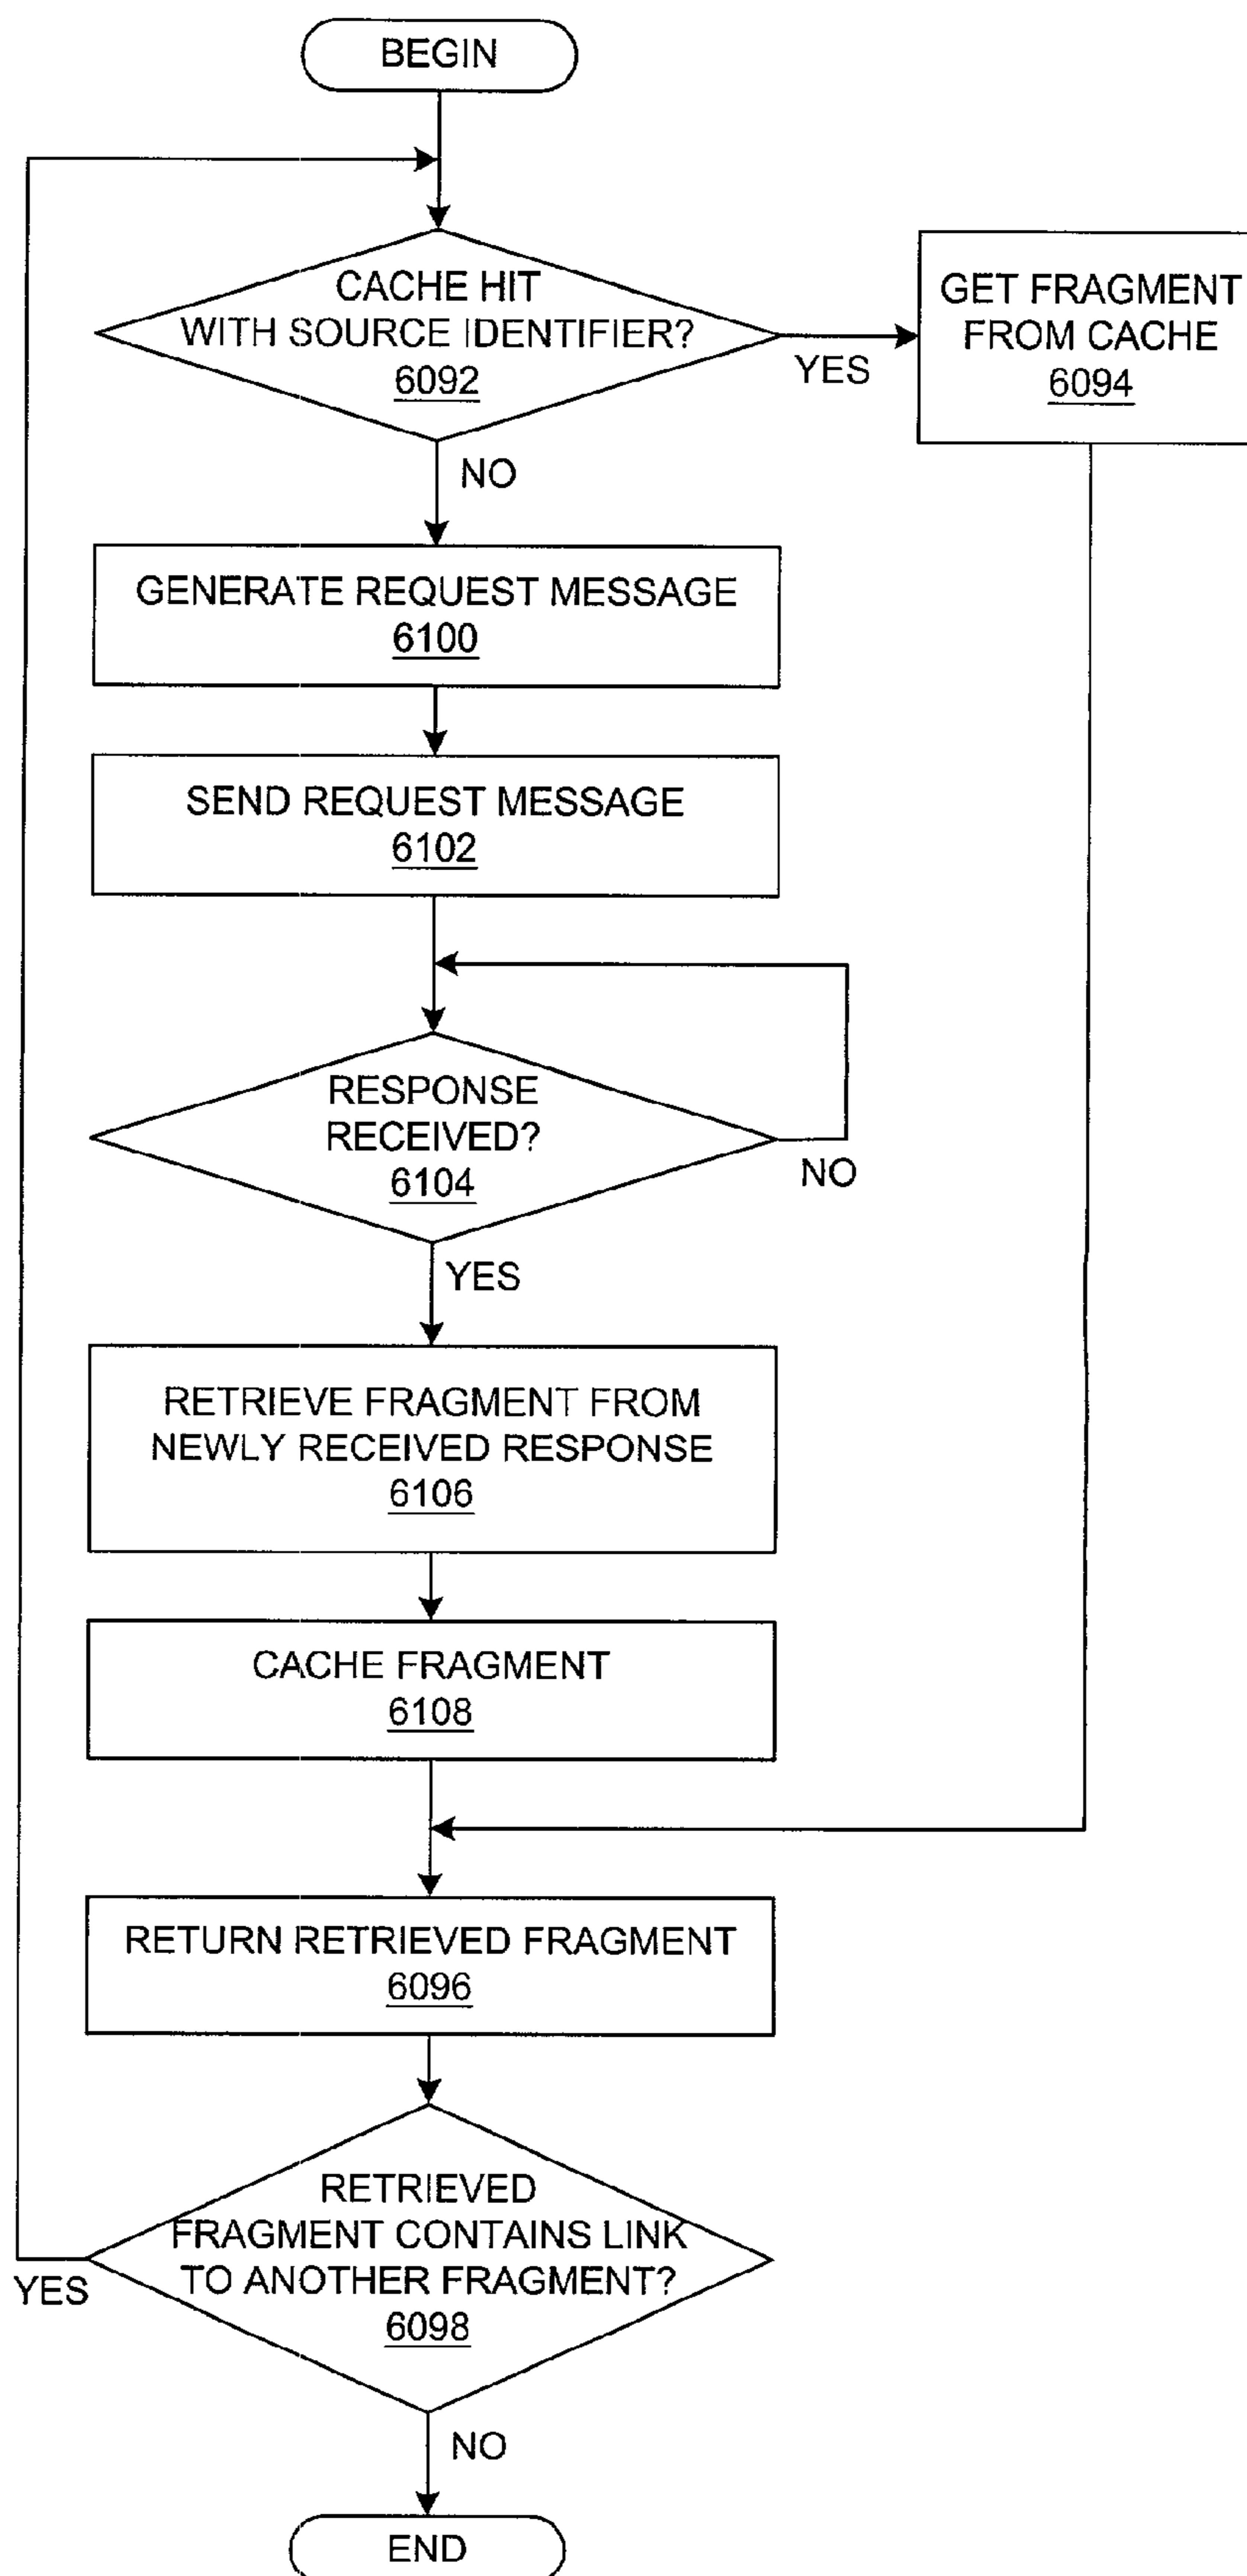 BEGIN
CACHE HIT
WITH SOURCE IDENTIFIER?
6092
YES
GET FRAGMENT
FROM CACHE
6094
NO
GENERATE REQUEST MESSAGE
6100
SEND REQUEST MESSAGE
6102
RESPONSE
RECEIVED?
6104
NO
YES
RETRIEVE FRAGMENT FROM
NEWLY RECEIVED RESPONSE
6106
CACHE FRAGMENT
6108
RETURN RETRIEVED FRAGMENT
6096
RETRIEVED
FRAGMENT CONTAINS LINK
TO ANOTHER FRAGMENT?
6098
YES
NO
END